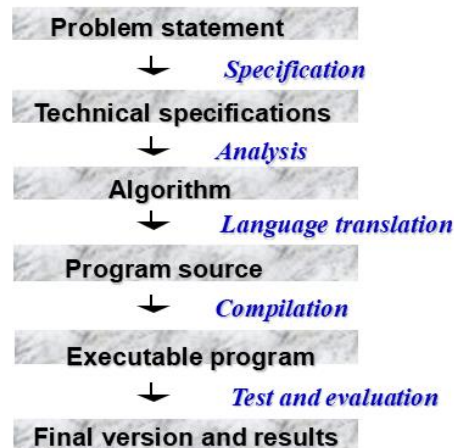 Problem statement
Specification
Technical specifications
Analysis
Algorithm
Language translation
Program source
Compilation
Executable program
Test and evaluation
Final version and results